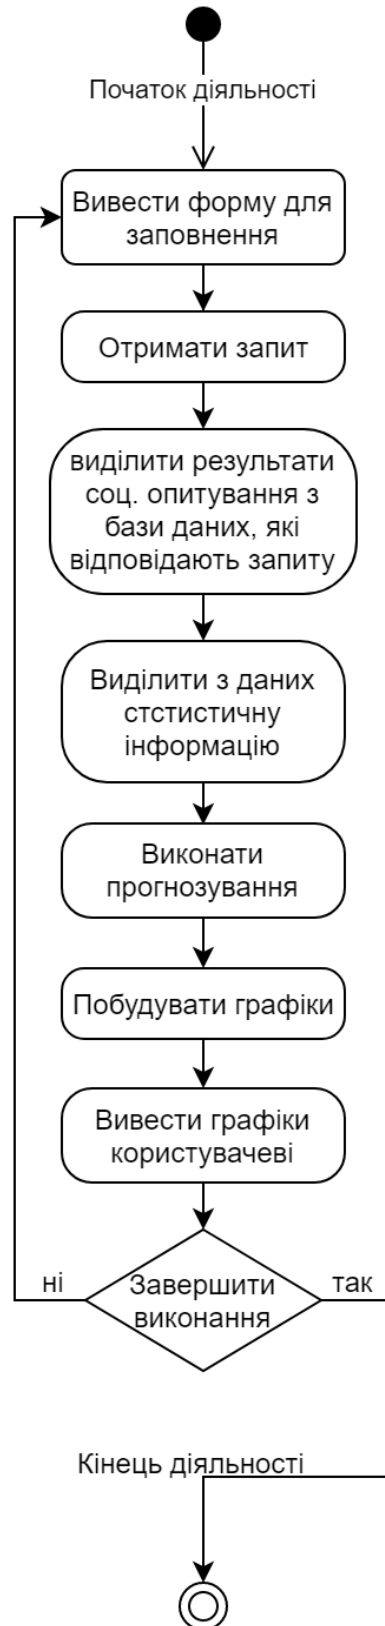 Початок діяльності
Вивести форму для
заповнення
Отримати запит
виділити результати
соц. опитування з
бази даних, які
відповідають запиту
Виділити з даних
стстистичну
інформацію
Виконати
прогнозування
Побудувати графіки
Вивести графіки
користувачеві
ні
Завершити
виконання
так
Кінець діяльності